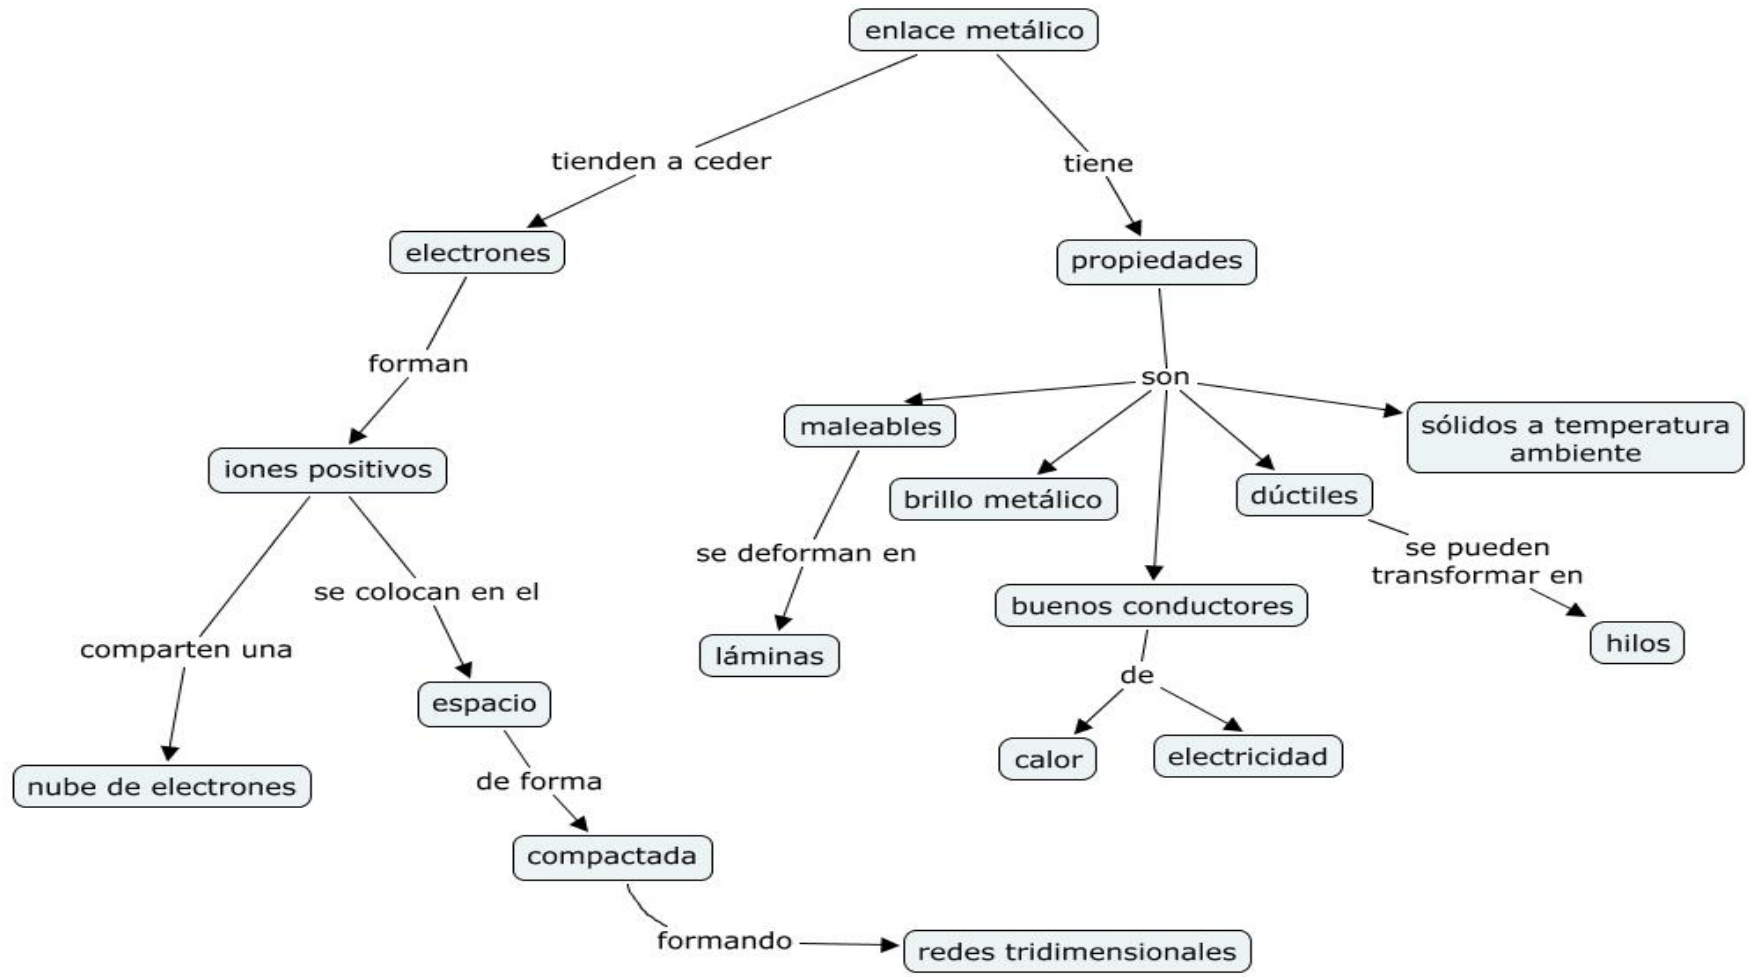 enlace metálico
tienden a ceder
tiene
electrones
propiedades
forman
son
maleables
sólidos a temperatura
ambiente
iones positivos
brillo metálico
dúctiles
se deforman en
se pueden
transformar en
se colocan en el
buenos conductores
comparten una
láminas
hilos
de
espacio
calor
electricidad
nube de electrones
de forma
compactada
formando
redes tridimensionales